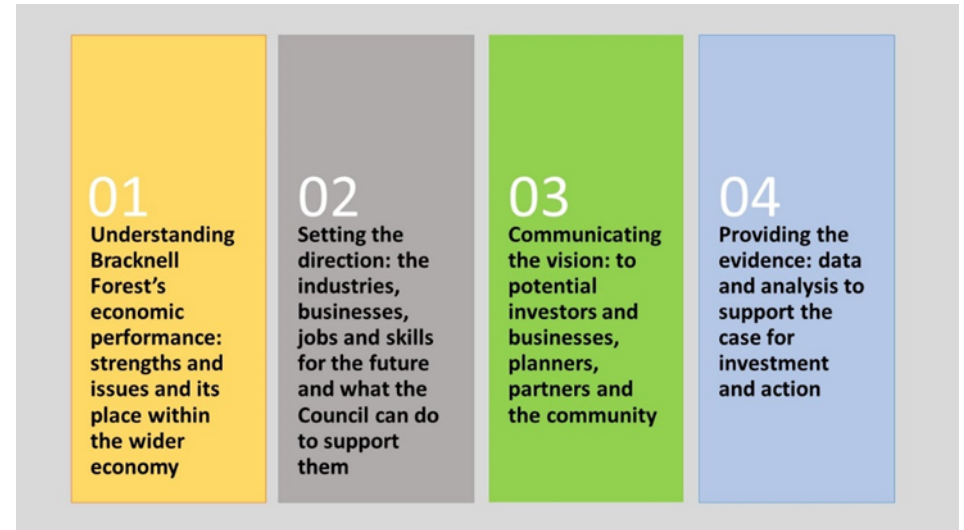 01
Understanding
Bracknell
Forest’s
economic
performance:
strengths and
issues and its
place within
the wider
economy
02
Setting the
direction: the
industries,
businesses,
jobs and skills
for the future
and what the
Council can do
to support
them
03
Communicating
the vision: to
potential
investors and
businesses,
planners,
partners and
the community
04
Providing the
evidence: data
and analysis to
support the
case for
investment
and action